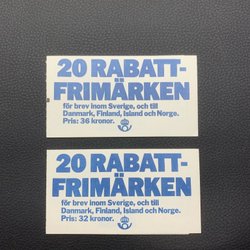 20 RABATT-
FRIMÄRKEN
för brev inom Sverige, och till
Danmark, Finland, Island och Norge.
Pris: 36 kronor.
20 RABATT-
FRIMÄRKEN
för brev inom Sverige, och till
Danmark, Finland, Island och Norge.
Pris: 32 kronor.